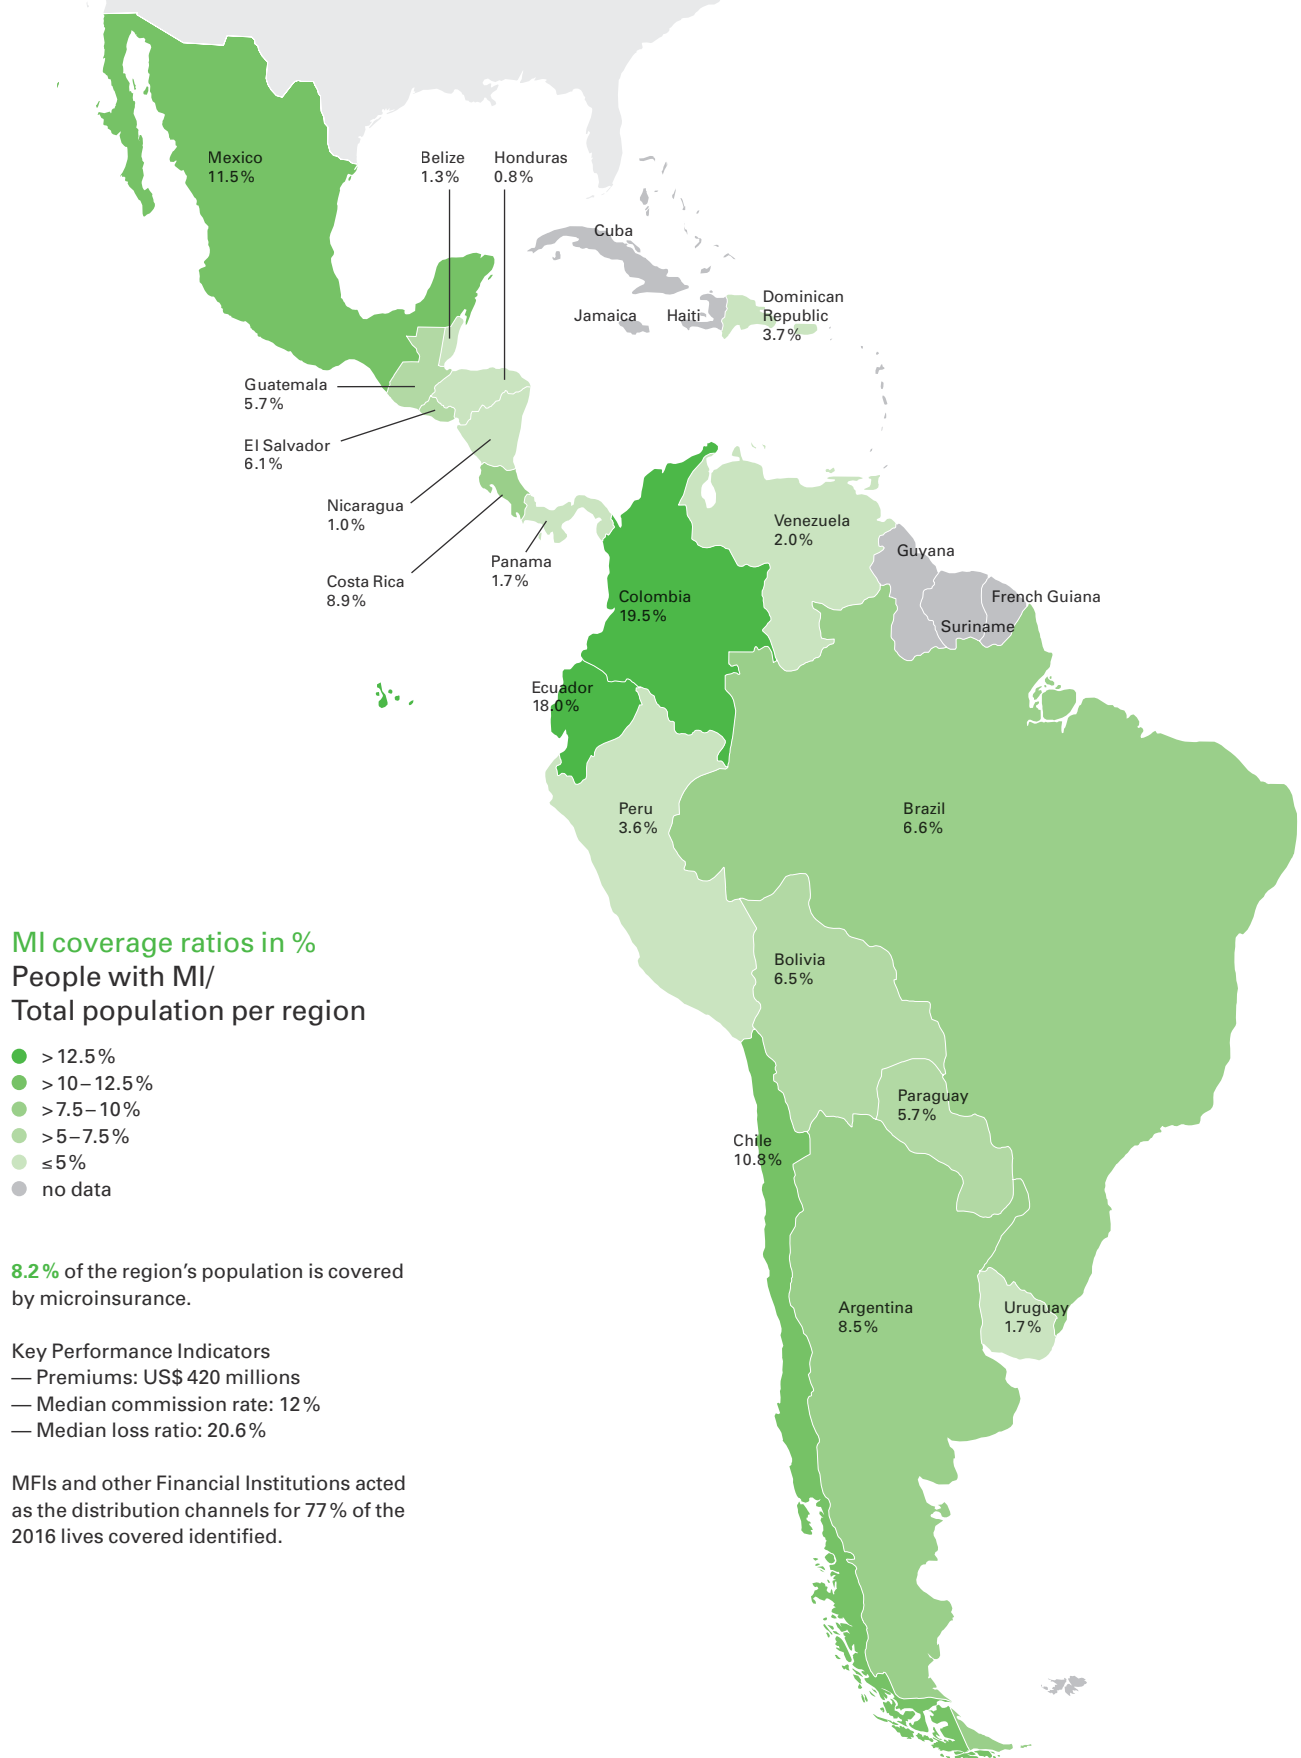 Mexico
11.5%
Belize
1.3%
Honduras
0.8%
Cuba
Jamaica
Haiti
Dominican
Republic
3.7%
Guatemala
5.7%
El Salvador
6.1%
Nicaragua
1.0%
Costa Rica
8.9%
Panama
1.7%
Venezuela
2.0%
Guyana
French Guiana
Suriname
Colombia
19.5%
Ecuador
18.0%
Peru
3.6%
Brazil
6.6%
Bolivia
6.5%
Paraguay
5.7%
Chile
10.8%
Argentina
8.5%
Uruguay
1.7%
MI coverage ratios in %
People with MI/
Total population per region
>12.5%
>10–12.5%
>7.5–10%
>5–7.5%
≤5%
no data
8.2% of the region's population is covered
by microinsurance.
Key Performance Indicators
— Premiums: US$ 420 millions
— Median commission rate: 12%
— Median loss ratio: 20.6%
MFIs and other Financial Institutions acted
as the distribution channels for 77% of the
2016 lives covered identified.